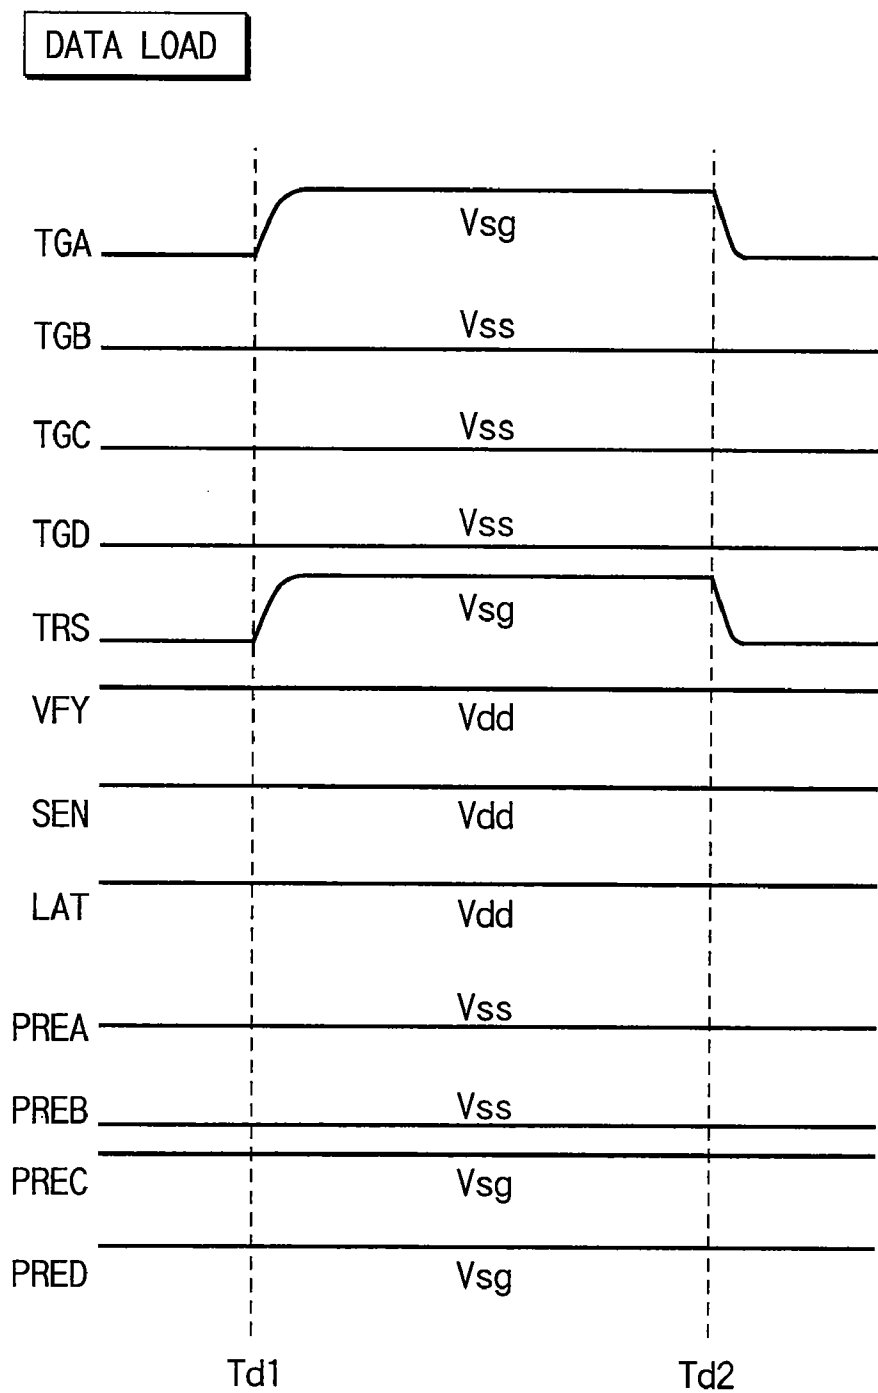 DATA LOAD
TGA Vsg
TGB Vss
TGC Vss
TGD Vss
TRS Vsg
VFY Vdd
SEN Vdd
LAT Vdd
PREA Vss
PREB Vss
PREC Vsg
PRED Vsg
Td1 Td2